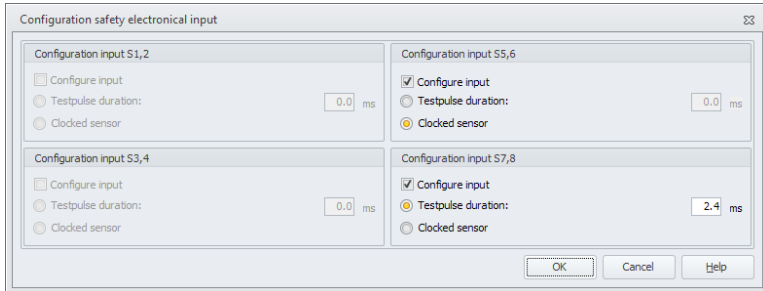 Configuration safety electronical input
Configuration input S1,2
Configure input
Testpulse duration: 0.0 ms
Clocked sensor
Configuration input S5,6
Configure input
Testpulse duration: 0.0 ms
Clocked sensor
Configuration input S3,4
Configure input
Testpulse duration: 0.0 ms
Clocked sensor
Configuration input S7,8
Configure input
Testpulse duration: 2.4 ms
Clocked sensor
OK Cancel Help